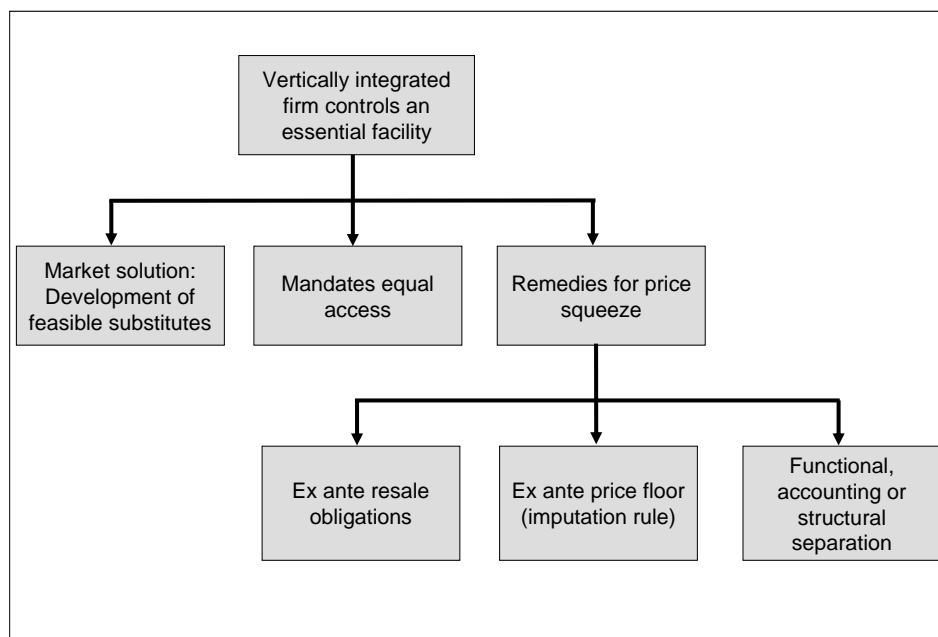 Vertically integrated
firm controls an
essential facility
Market solution:
Development of
feasible substitutes
Mandates equal
access
Remedies for price
squeeze
Ex ante resale
obligations
Ex ante price floor
(imputation rule)
Functional,
accounting or
structural
separation